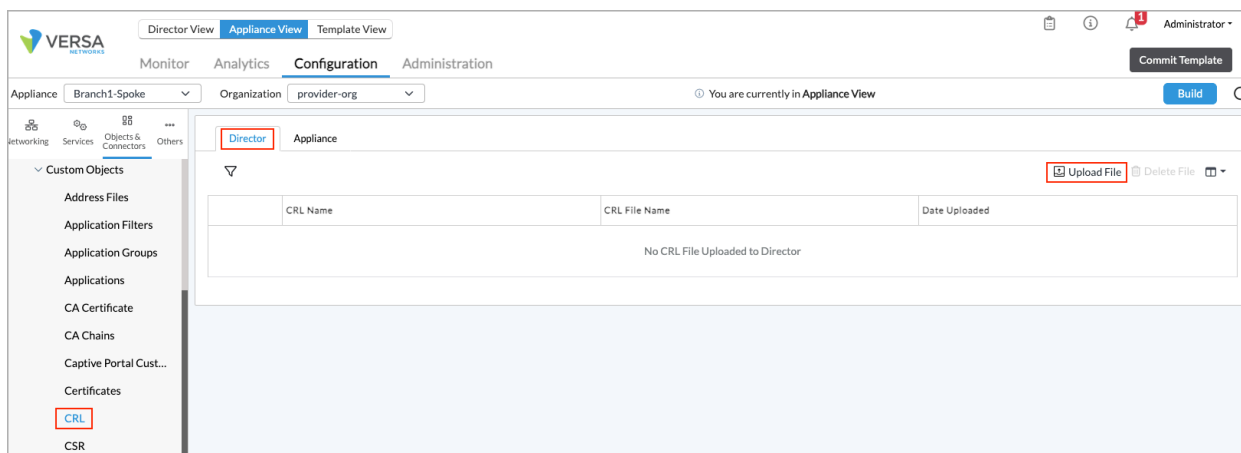 Director View Appliance View Template View
1
Administrator
VERSA
NETWORKS
Monitor Analytics Configuration Administration
Commit Template
Appliance Branch1-Spoke Organization provider-org
You are currently in Appliance View
Build
Networking Services Objects & Connectors Others
Director Appliance
Custom Objects
Upload File Delete File
Address Files
CRL Name CRL File Name Date Uploaded
Application Filters
Application Groups
No CRL File Uploaded to Director
Applications
CA Certificate
CA Chains
Captive Portal Cust...
Certificates
CRL
CSR